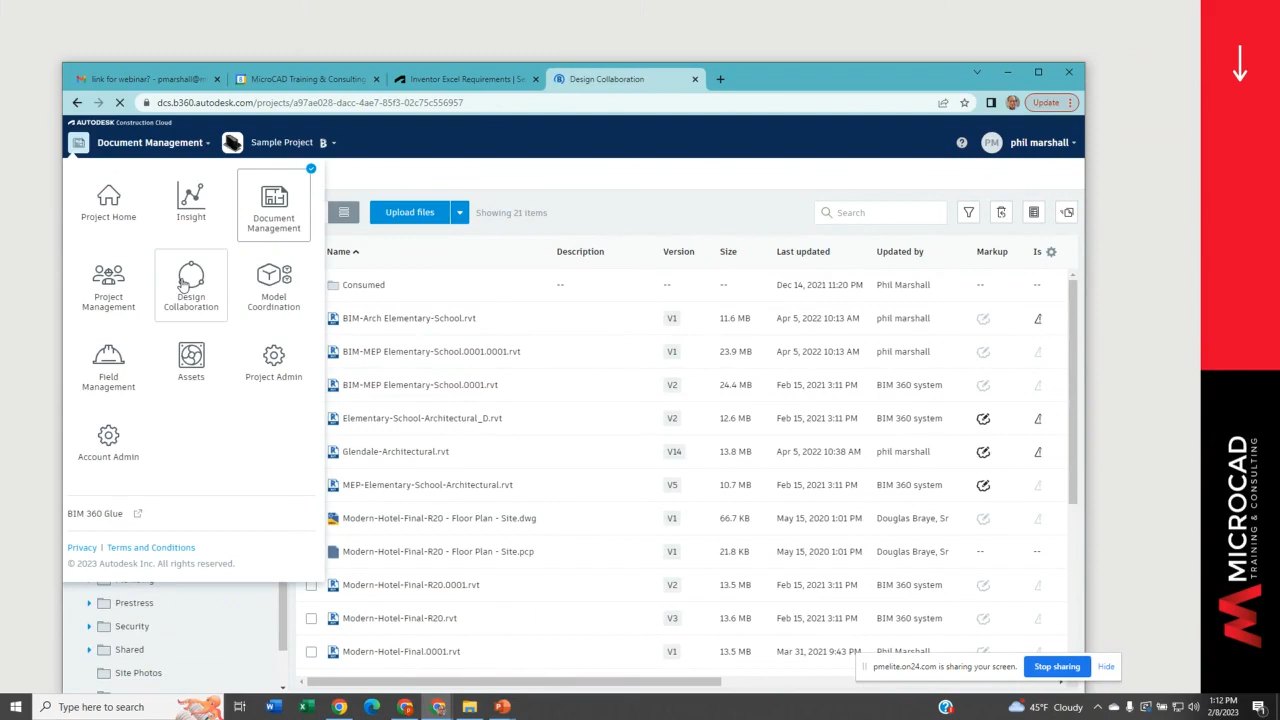 link for webinar? - pmarshall@m
MicroCAD Training & Consulting
Inventor Excel Requirements | Se
Design Collaboration
dcs.b360.autodesk.com/projects/a97ae028-dacc-4ae7-85f3-02c75c556957
Update
AUTODESK Construction Cloud
Document Management
Sample Project
B
PM
phil marshall
Project Home
Insight
Document Management
Project Management
Design Collaboration
Model Coordination
Field Management
Assets
Project Admin
Account Admin
BIM 360 Glue
Privacy | Terms and Conditions
© 2023 Autodesk Inc. All rights reserved.
Prestress
Security
Shared
Site Photos
Upload files
Showing 21 items
Search
Name Description Version Size Last updated Updated by Markup Is
Consumed -- -- -- Dec 14, 2021 11:20 PM Phil Marshall -- --
BIM-Arch Elementary-School.rvt V1 11.6 MB Apr 5, 2022 10:13 AM phil marshall
BIM-MEP Elementary-School.0001.0001.rvt V1 23.9 MB Apr 5, 2022 10:13 AM phil marshall
BIM-MEP Elementary-School.0001.rvt V2 24.4 MB Feb 15, 2021 3:11 PM BIM 360 system
Elementary-School-Architectural_D.rvt V2 12.6 MB Feb 15, 2021 3:11 PM BIM 360 system
Glendale-Architectural.rvt V14 13.8 MB Apr 5, 2022 10:38 AM phil marshall
MEP-Elementary-School-Architectural.rvt V5 10.7 MB Feb 15, 2021 3:11 PM BIM 360 system
Modern-Hotel-Final-R20 - Floor Plan - Site.dwg V1 66.7 KB May 15, 2020 1:01 PM Douglas Braye, Sr
Modern-Hotel-Final-R20 - Floor Plan - Site.pcp V1 21.8 KB May 15, 2020 1:01 PM Douglas Braye, Sr -- --
Modern-Hotel-Final-R20.0001.rvt V2 13.5 MB Feb 15, 2021 3:11 PM BIM 360 system
Modern-Hotel-Final-R20.rvt V3 13.6 MB Feb 15, 2021 3:11 PM BIM 360 system
Modern-Hotel-Final.0001.rvt V1 13.5 MB Mar 31, 2021 9:43 PM Phil Marshall
pmelite.on24.com is sharing your screen.
Stop sharing
Hide
MICROCAD
TRAINING & CONSULTING
Type here to search
45°F Cloudy
1:12 PM
2/8/2023